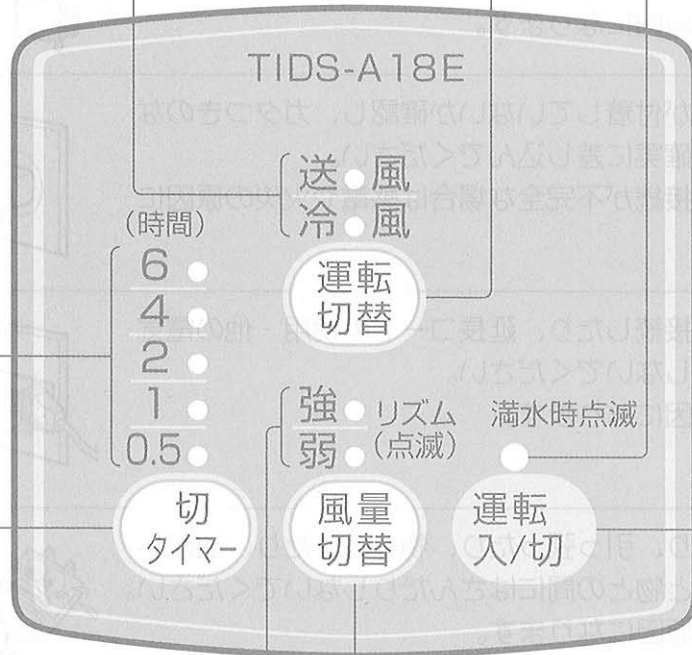 TIDS-A18E
送風
冷風
(時間)
6
4
2
1
0.5
運転
切替
強
弱
リズム
(点滅)
満水時点滅
切
タイマー
風量
切替
運転
入/切